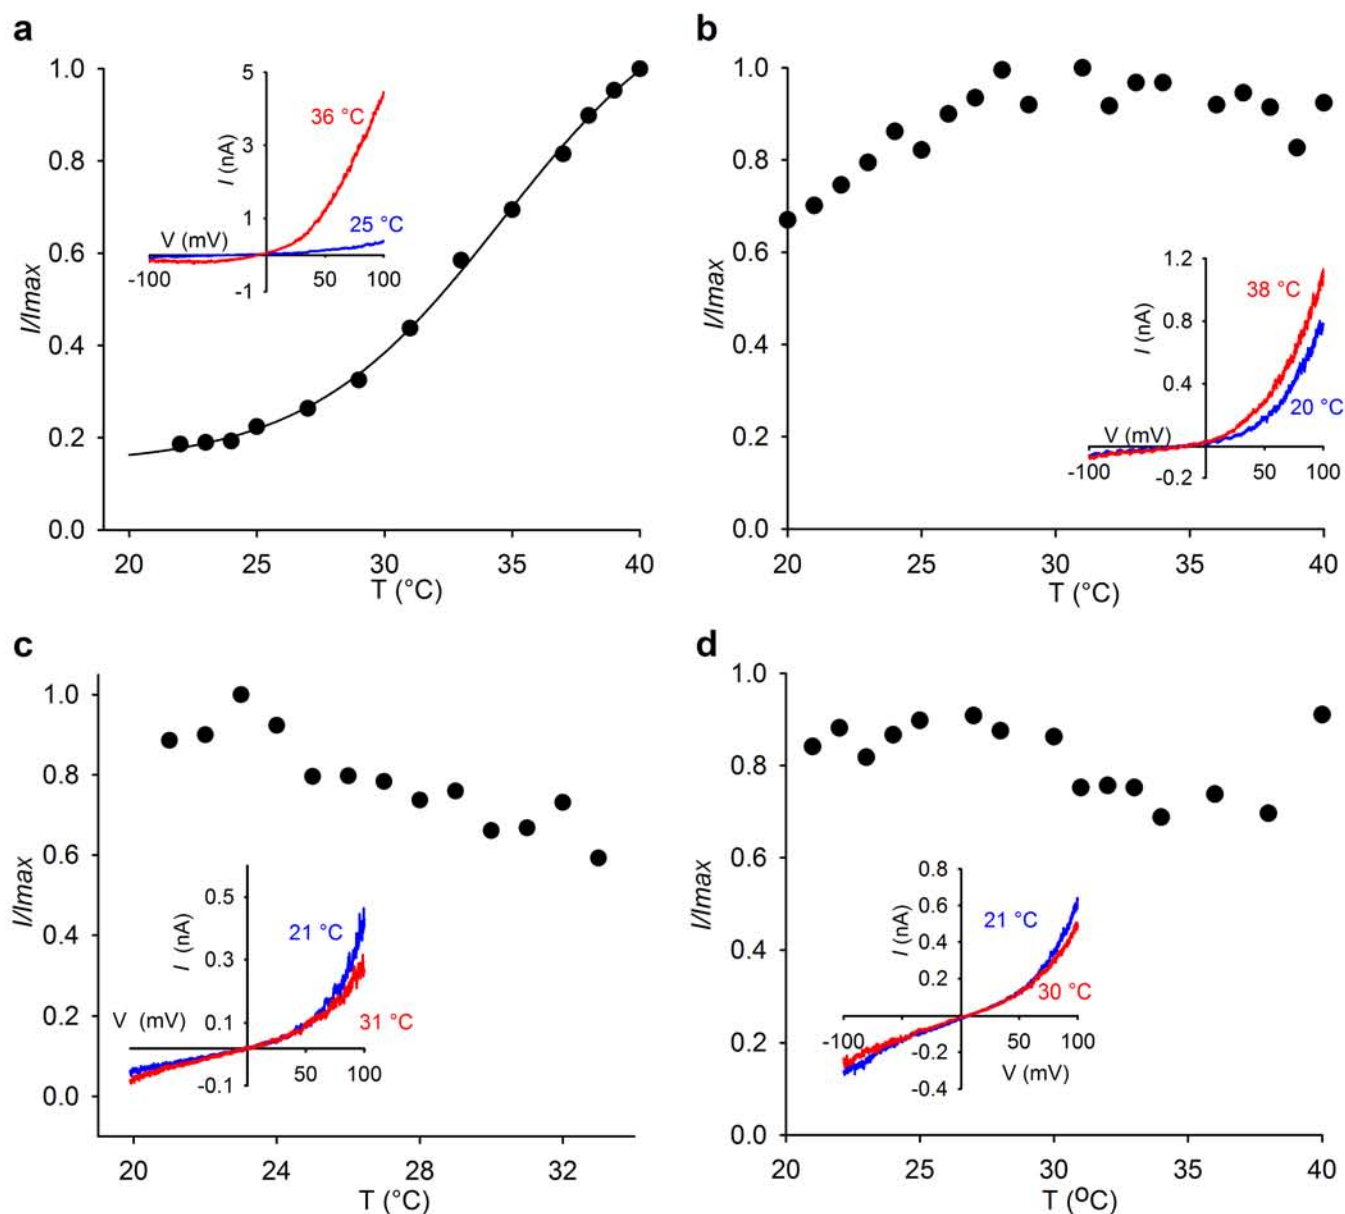 a
1.0
0.8
0.6
0.4
0.2
0.0
I/Imax
20 25 30 35 40
T (°C)
5
3
1
-1
I (nA)
36 °C
25 °C
V (mV)
-100 50 100
b
1.0
0.8
0.6
0.4
0.2
0.0
I/Imax
20 25 30 35 40
T (°C)
1.2
0.8
0.4
-0.2
I (nA)
38 °C
20 °C
V (mV)
-100 50 100
c
1.0
0.8
0.6
0.4
0.2
0.0
I/Imax
20 24 28 32
T (°C)
0.5
0.3
0.1
-0.1
I (nA)
21 °C
31 °C
V (mV)
50 100
d
1.0
0.8
0.6
0.4
0.2
0.0
I/Imax
20 25 30 35 40
T (ºC)
0.8
0.6
0.4
0.2
-0.2
-0.4
I (nA)
21 °C
30 °C
-100 50 100
V (mV)